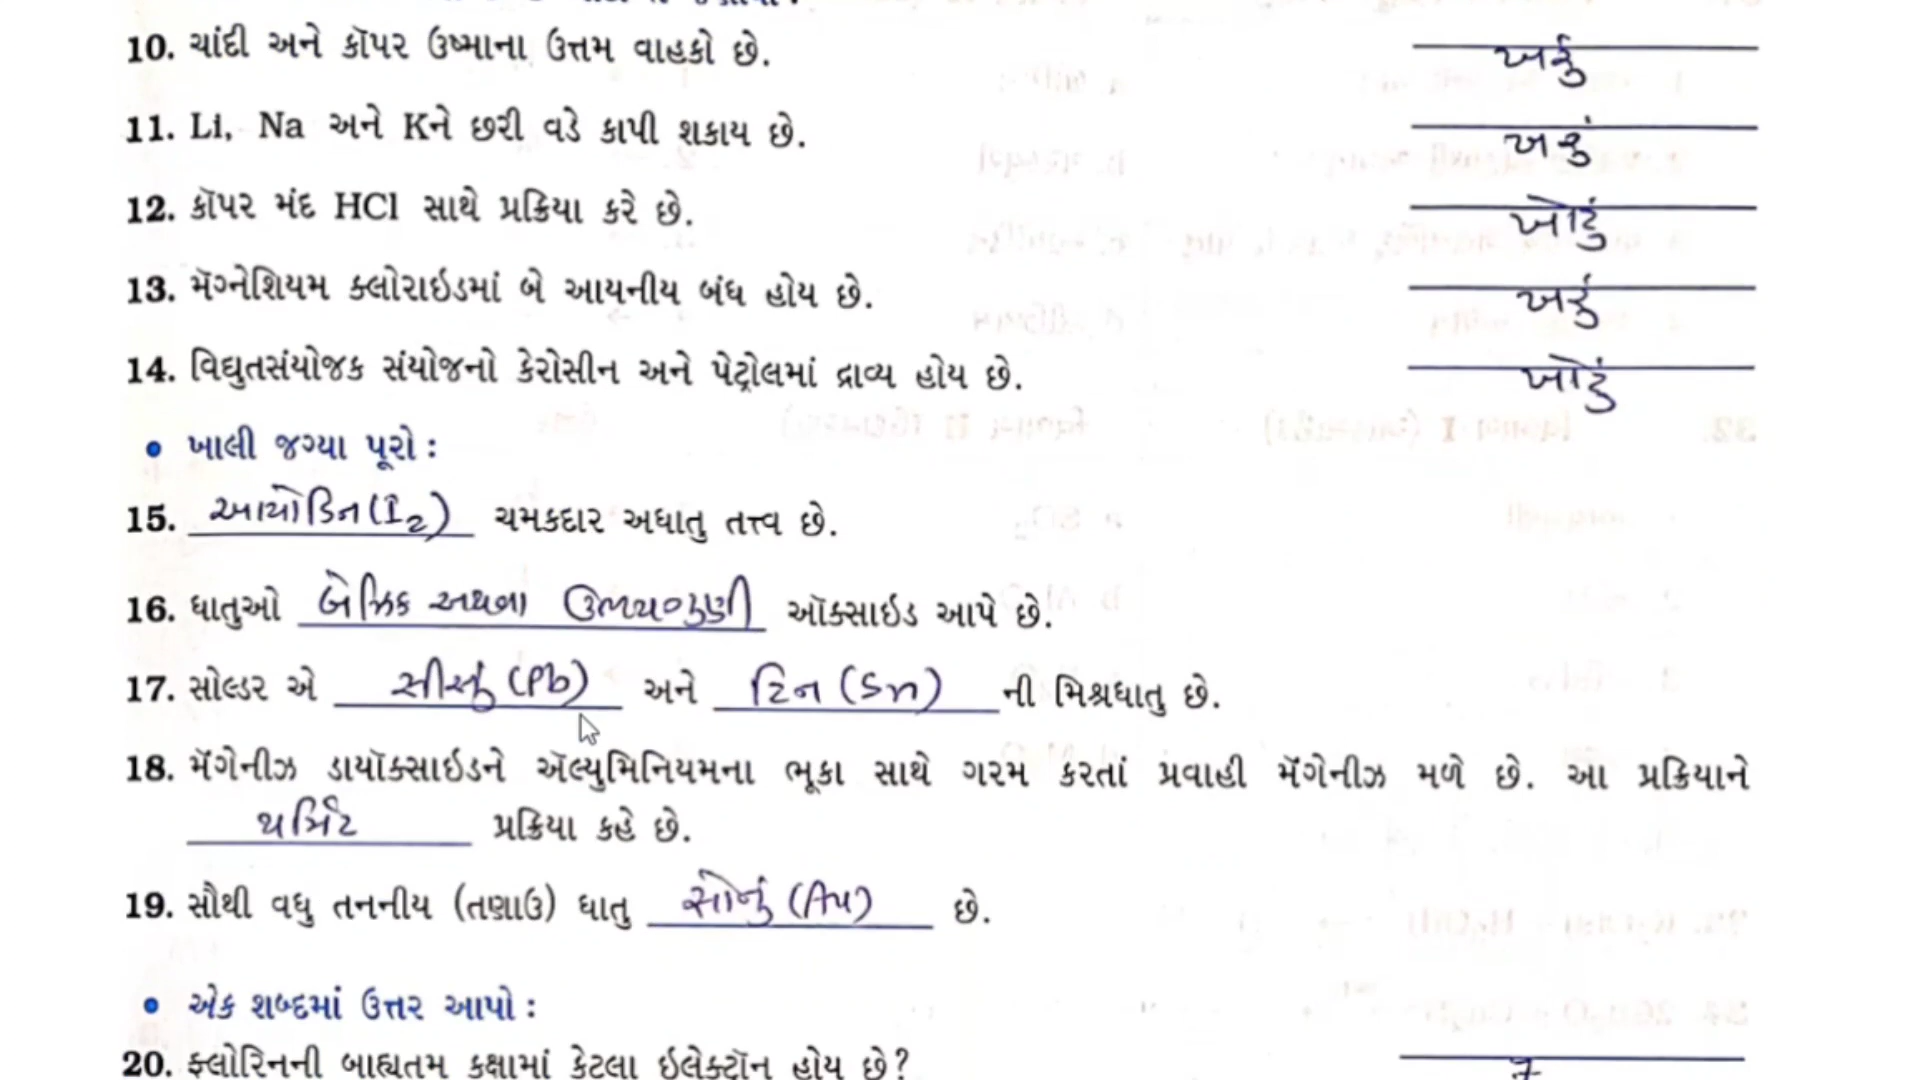 10. ચાંદી અને કૉપર ઉષ્માના ઉત્તમ વાહકો છે. ખરું
11. Li, Na અને Kને છરી વડે કાપી શકાય છે. ખરું
12. કૉપર મંદ HCl સાથે પ્રક્રિયા કરે છે. ખોટું
13. મૅગ્નેશિયમ ક્લોરાઇડમાં બે આયનીય બંધ હોય છે. ખરું
14. વિદ્યુતસંયોજક સંયોજનો કેરોસીન અને પેટ્રોલમાં દ્રાવ્ય હોય છે. ખોટું
• ખાલી જગ્યા પૂરો :
15. આયોડિન (I₂) ચમકદાર અધાતુ તત્ત્વ છે.
16. ધાતુઓ બેઝિક અથવા ઉભયગુણી ઑક્સાઇડ આપે છે.
17. સોલ્ડર એ સીસું (Pb) અને ટિન (Sn) ની મિશ્રધાતુ છે.
18. મૅંગેનીઝ ડાયૉક્સાઇડને ઍલ્યુમિનિયમના ભૂકા સાથે ગરમ કરતાં પ્રવાહી મૅંગેનીઝ મળે છે. આ પ્રક્રિયાને
થર્મિટ પ્રક્રિયા કહે છે.
19. સૌથી વધુ તનનીય (તણાઉ) ધાતુ સોનું (Au) છે.
• એક શબ્દમાં ઉત્તર આપો :
20. ફ્લોરિનની બાહ્યતમ કક્ષામાં કેટલા ઇલેક્ટ્રૉન હોય છે? 7